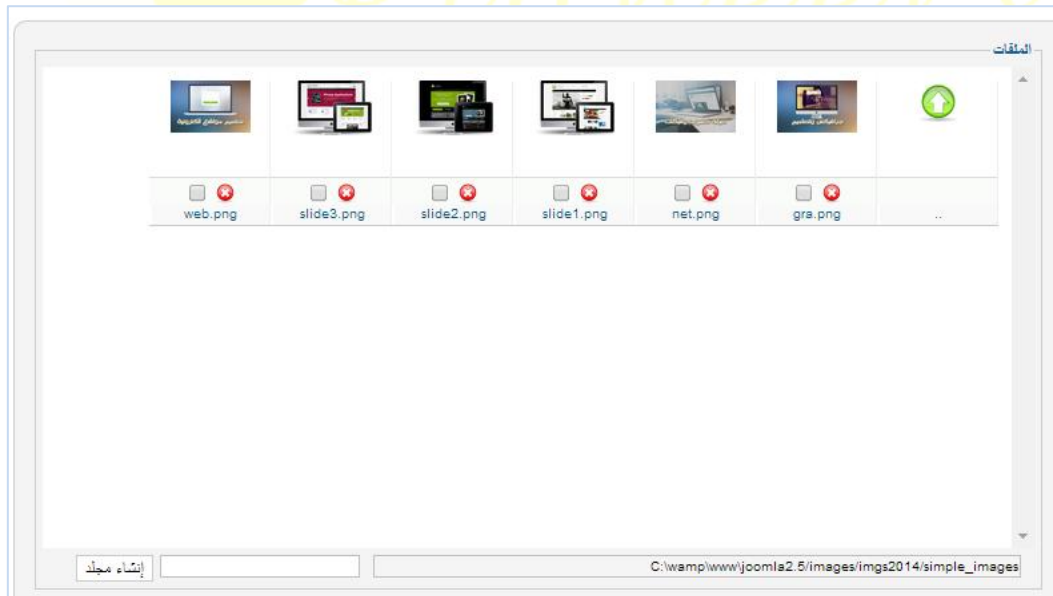 الملفات
..
gra.png
net.png
slide1.png
slide2.png
slide3.png
web.png
C:\wamp\www\joomla2.5/images/imgs2014/simple_images
إنشاء مجلد